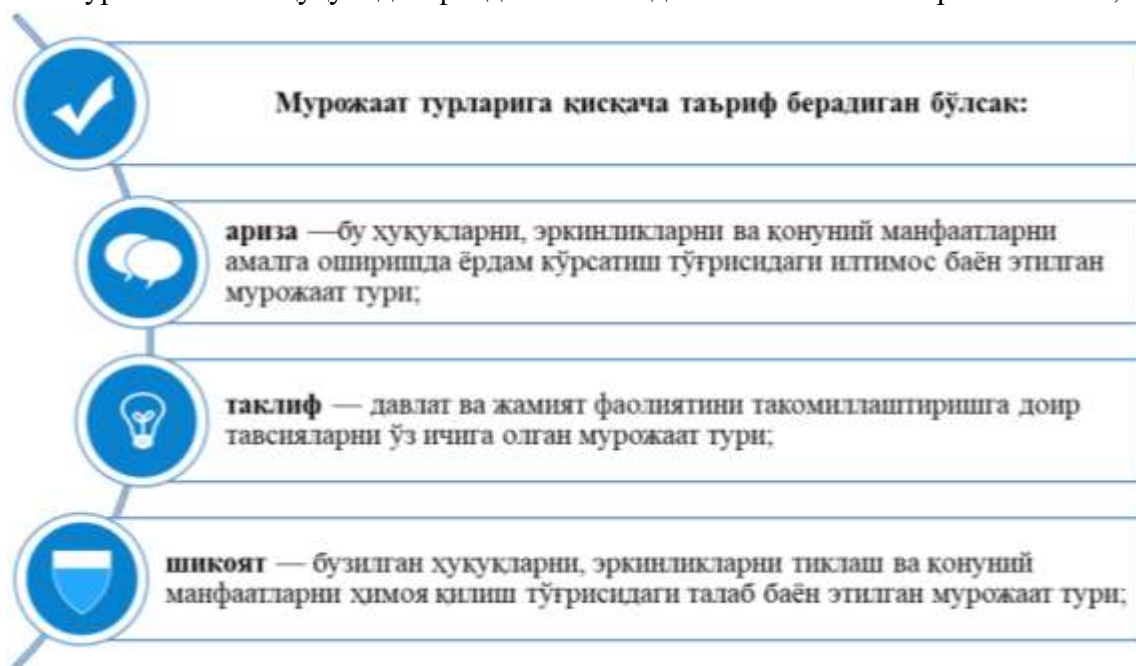 Мурожаат турларига қисқача таъриф берадиган бўлсак:
ариза —бу ҳуқуқларни, эркинликларни ва қонуний манфаатларни
амалга оширишда ёрдам кўрсатиш тўғрисидаги илтимос баён этилган
мурожаат тури;
таклиф — давлат ва жамият фаолиятини такомиллаштиришга доир
тавсияларни ўз ичига олган мурожаат тури;
шикоят — бузилган ҳуқуқларни, эркинликларни тиклаш ва қонуний
манфаатларни ҳимоя қилиш тўғрисидаги талаб баён этилган мурожаат тури;